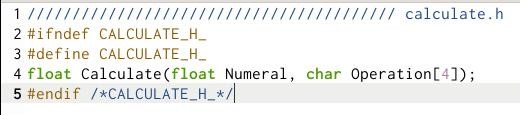 1 ///////////////////////////////////////// calculate.h
2 #ifndef CALCULATE_H_
3 #define CALCULATE_H_
4 float Calculate(float Numeral, char Operation[4]);
5 #endif /*CALCULATE_H_*/